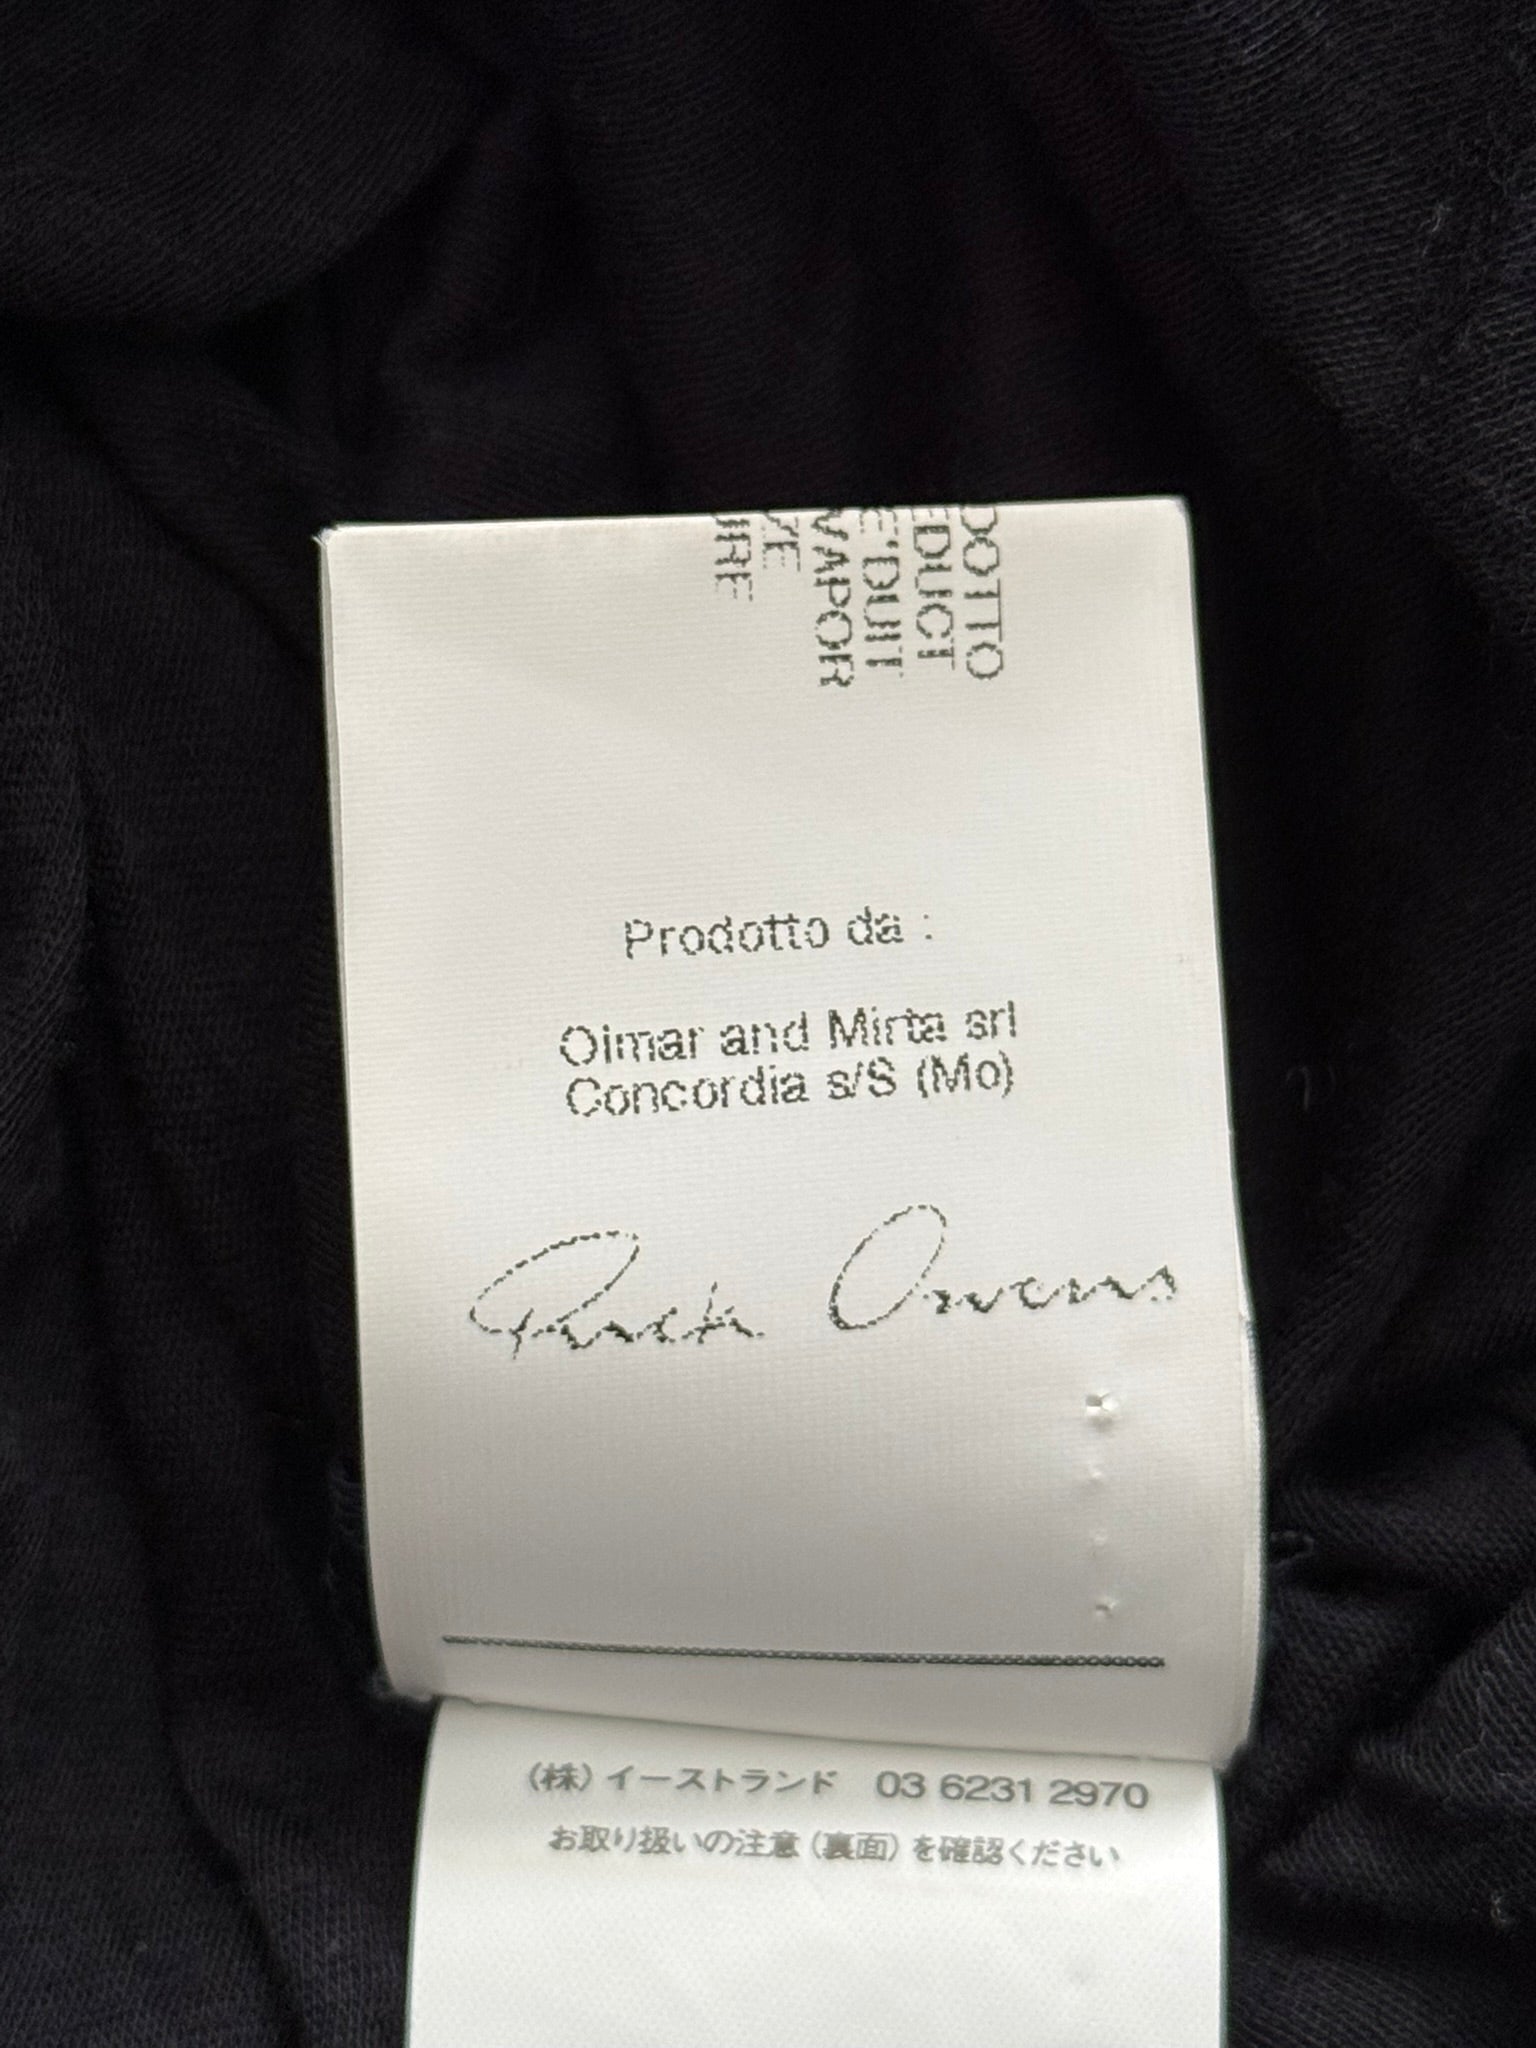 DOTTO
EDUCT
E'DUIT
VAPOR
ZE
IRE
Prodotto da :
Oimar and Mirta srl
Concordia s/S (Mo)
Rick Owens
(株) イーストランド 03 6231 2970
お取り扱いの注意 (裏面) を確認ください